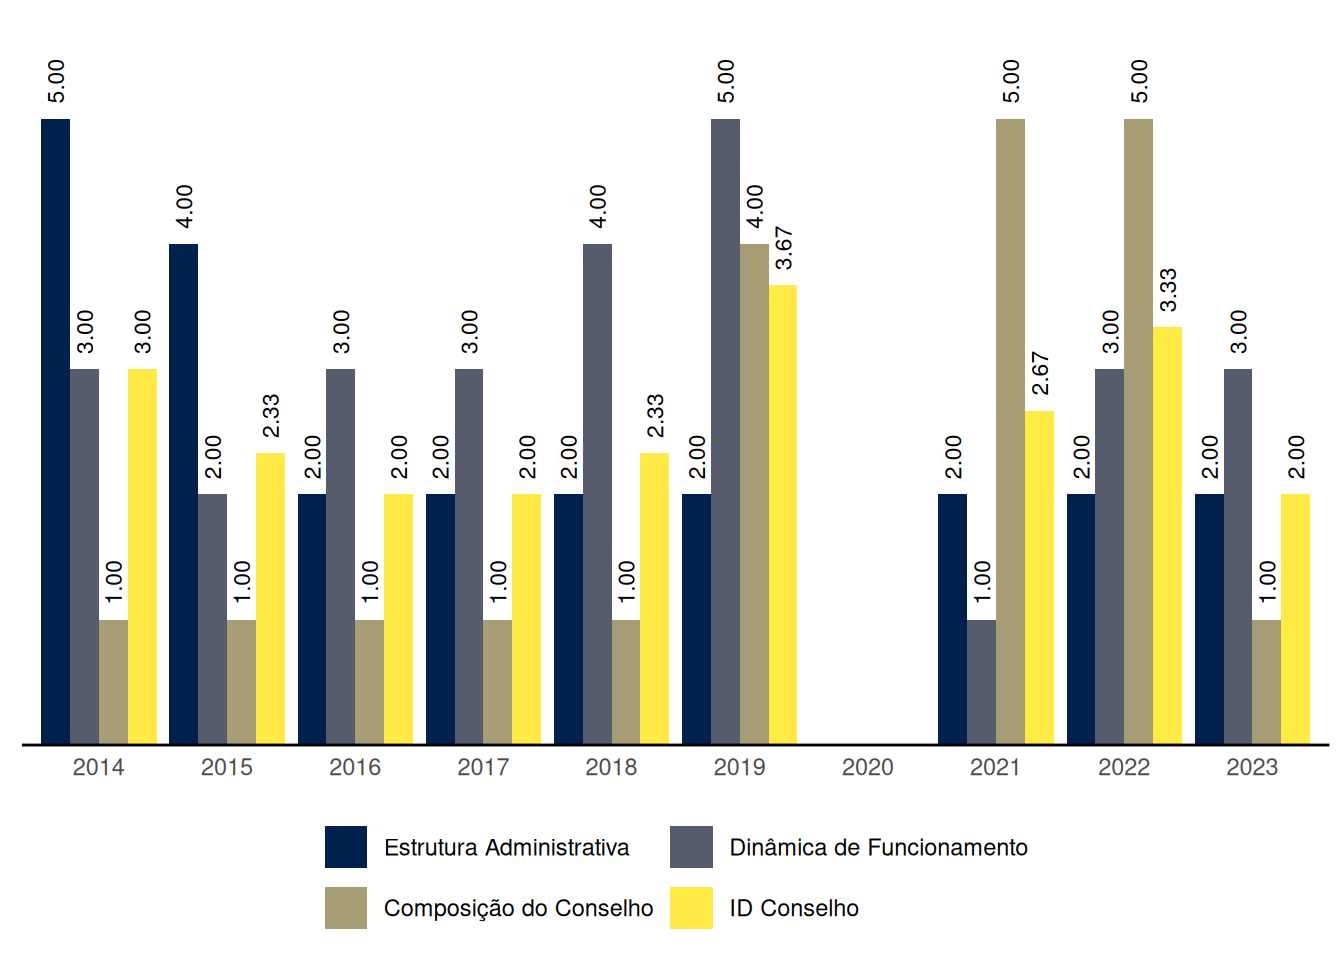 5.00 3.00 1.00 3.00
4.00 2.00 1.00 2.33
2.00 3.00 1.00 2.00
2.00 3.00 1.00 2.00
2.00 4.00 1.00 2.33
2.00 5.00 4.00 3.67
2.00 1.00 5.00 2.67
2.00 3.00 5.00 3.33
2.00 3.00 1.00 2.00
2014 2015 2016 2017 2018 2019 2020 2021 2022 2023
Estrutura Administrativa Dinâmica de Funcionamento
Composição do Conselho ID Conselho